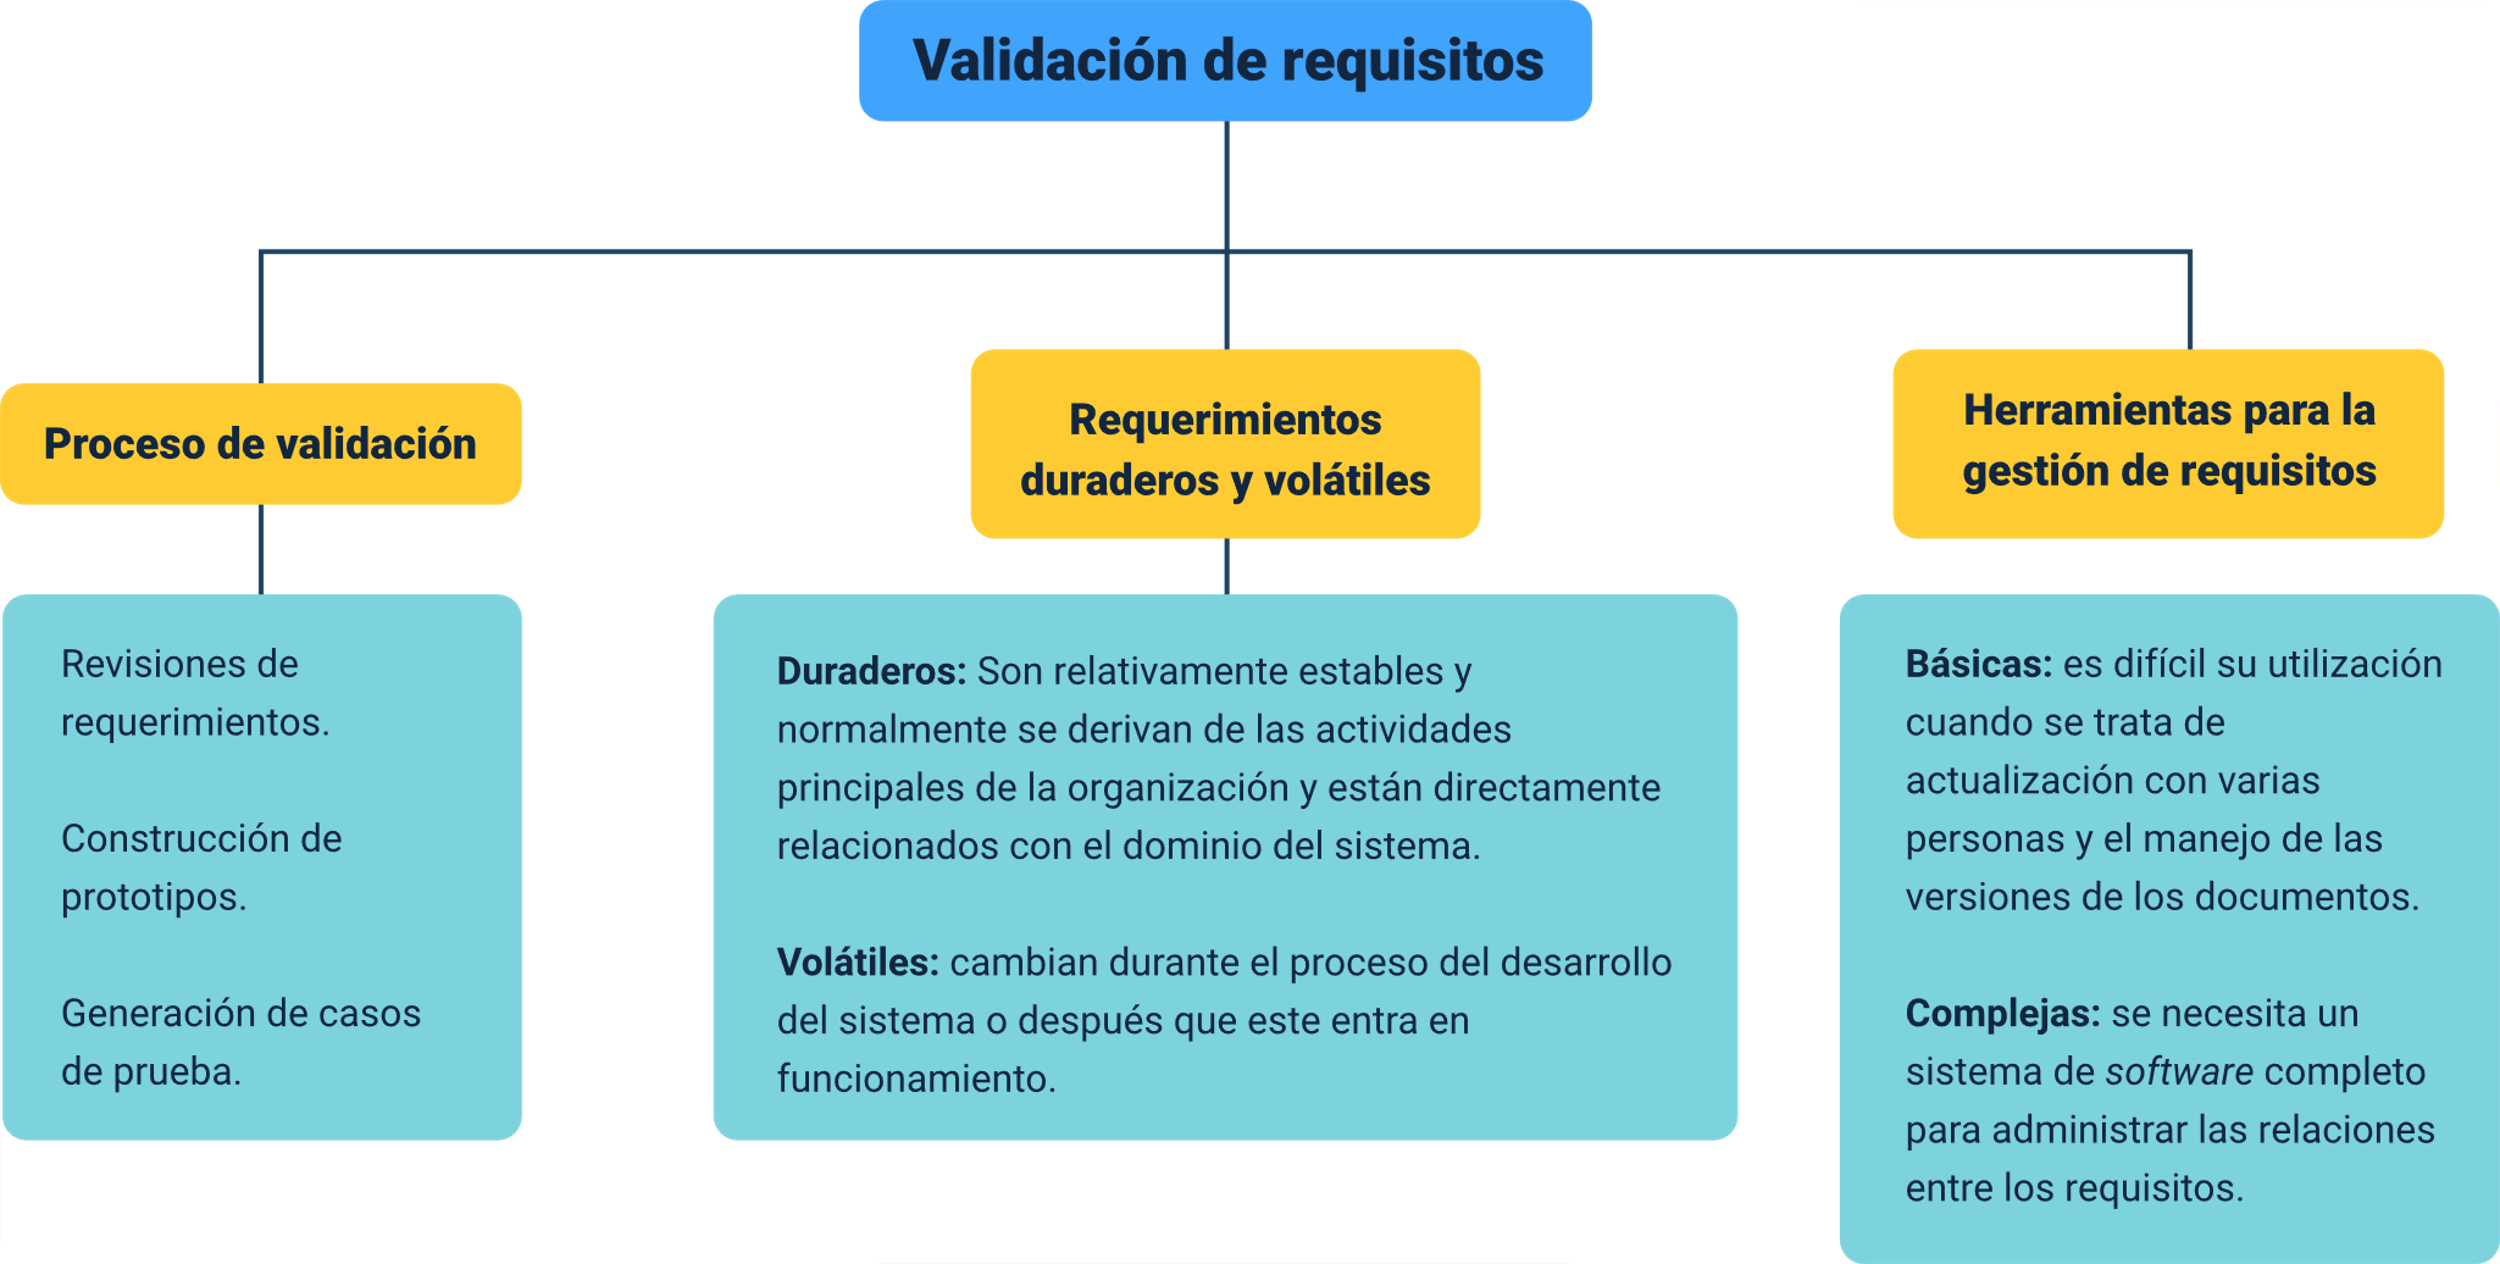 Validación de requisitos
Proceso de validación
Revisiones de
requerimientos.
Construcción de
prototipos.
Generación de casos
de prueba.
Requerimientos
duraderos y volátiles
Duraderos: Son relativamente estables y
normalmente se derivan de las actividades
principales de la organización y están directamente
relacionados con el dominio del sistema.
Volátiles: cambian durante el proceso del desarrollo
del sistema o después que este entra en
funcionamiento.
Herramientas para la
gestión de requisitos
Básicas: es difícil su utilización
cuando se trata de
actualización con varias
personas y el manejo de las
versiones de los documentos.
Complejas: se necesita un
sistema de software completo
para administrar las relaciones
entre los requisitos.